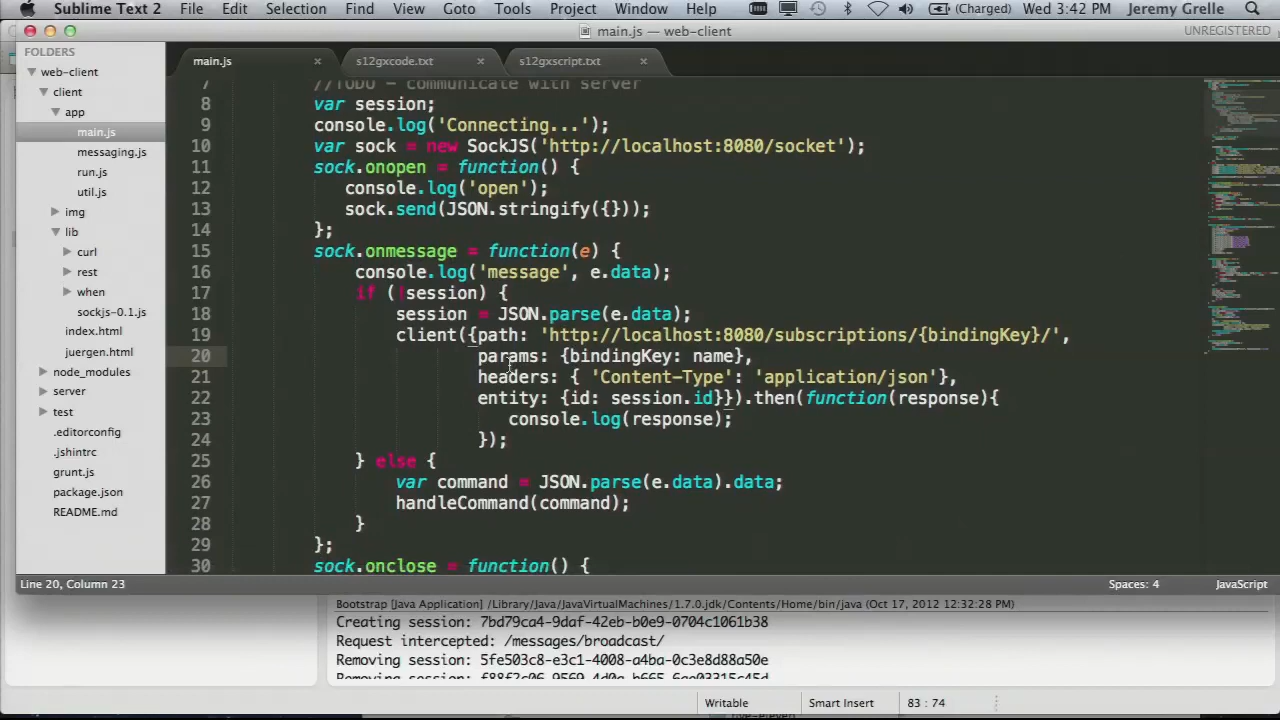 Sublime Text 2 File Edit Selection Find View Goto Tools Project Window Help (Charged) Wed 3:42 PM Jeremy Grelle
main.js — web-client UNREGISTERED
FOLDERS
web-client
client
app
main.js
messaging.js
run.js
util.js
img
lib
curl
rest
when
sockjs-0.1.js
index.html
juergen.html
node_modules
server
test
.editorconfig
.jshintrc
grunt.js
package.json
README.md
main.js × s12gxcode.txt × s12gxscript.txt ×
7 //TODO - communicate with server
8 var session;
9 console.log('Connecting...');
10 var sock = new SockJS('http://localhost:8080/socket');
11 sock.onopen = function() {
12 console.log('open');
13 sock.send(JSON.stringify({}));
14 };
15 sock.onmessage = function(e) {
16 console.log('message', e.data);
17 if (!session) {
18 session = JSON.parse(e.data);
19 client({path: 'http://localhost:8080/subscriptions/{bindingKey}/',
20 params: {bindingKey: name},
21 headers: { 'Content-Type': 'application/json'},
22 entity: {id: session.id}}).then(function(response){
23 console.log(response);
24 });
25 } else {
26 var command = JSON.parse(e.data).data;
27 handleCommand(command);
28 }
29 };
30 sock.onclose = function() {
Line 20, Column 23 Spaces: 4 JavaScript
Bootstrap [Java Application] /Library/Java/JavaVirtualMachines/1.7.0.jdk/Contents/Home/bin/java (Oct 17, 2012 12:32:28 PM)
Creating session: 7bd79ca4-9daf-42eb-b0e9-0704c1061b38
Request intercepted: /messages/broadcast/
Removing session: 5fe503c8-e3c1-4008-a4ba-0c3e8d88a50e
Removing session:
Writable Smart Insert 83 : 74